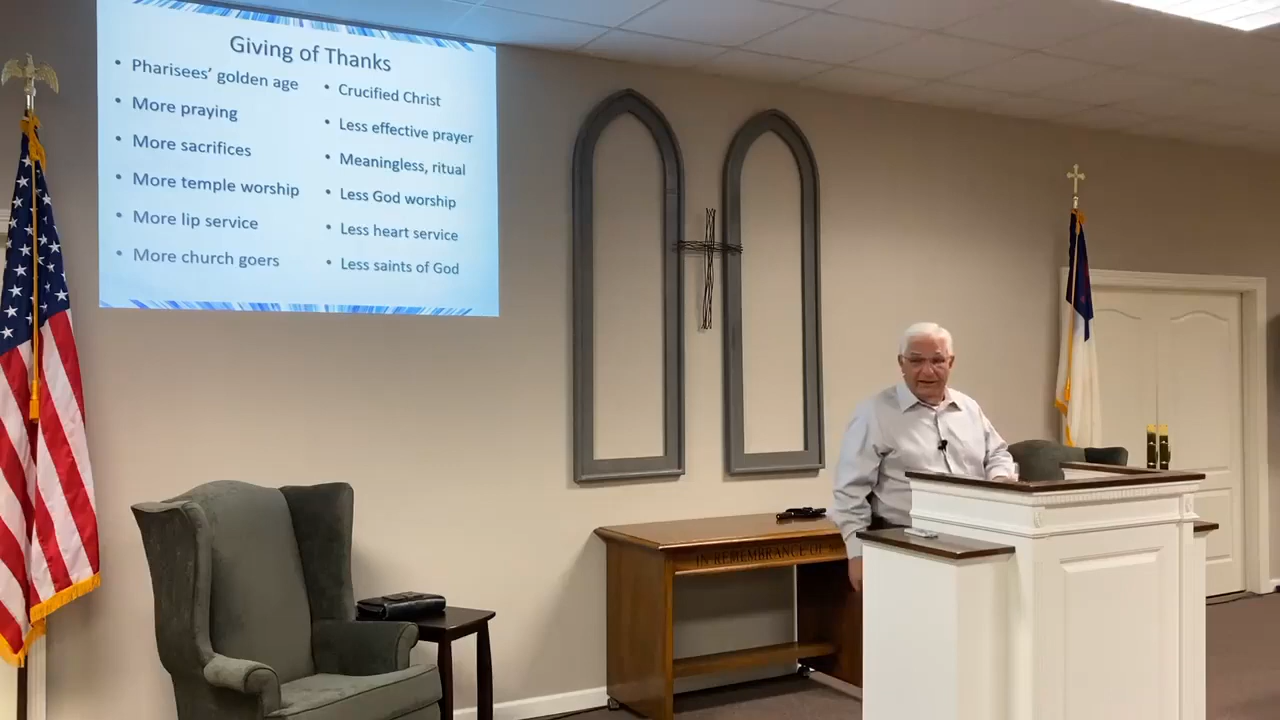 Giving of Thanks
• Pharisees' golden age
• More praying
• More sacrifices
• More temple worship
• More lip service
• More church goers
• Crucified Christ
• Less effective prayer
• Meaningless, ritual
• Less God worship
• Less heart service
• Less saints of God
IN REMEMBRANCE OF